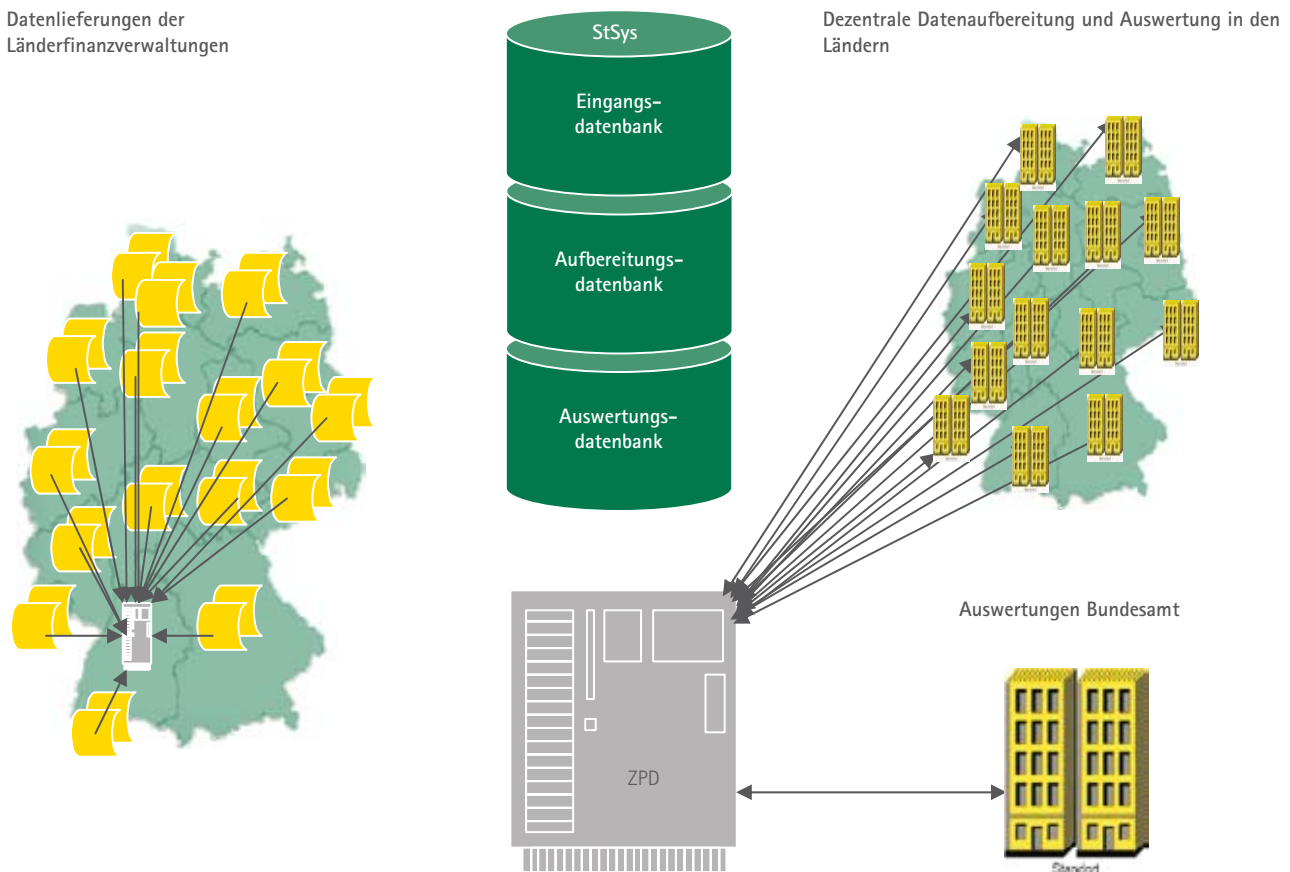 Datenlieferungen der
Länderfinanzverwaltungen
StSys
Eingangs-
datenbank
Aufbereitungs-
datenbank
Auswertungs-
datenbank
Dezentrale Datenaufbereitung und Auswertung in den
Ländern
ZPD
Auswertungen Bundesamt